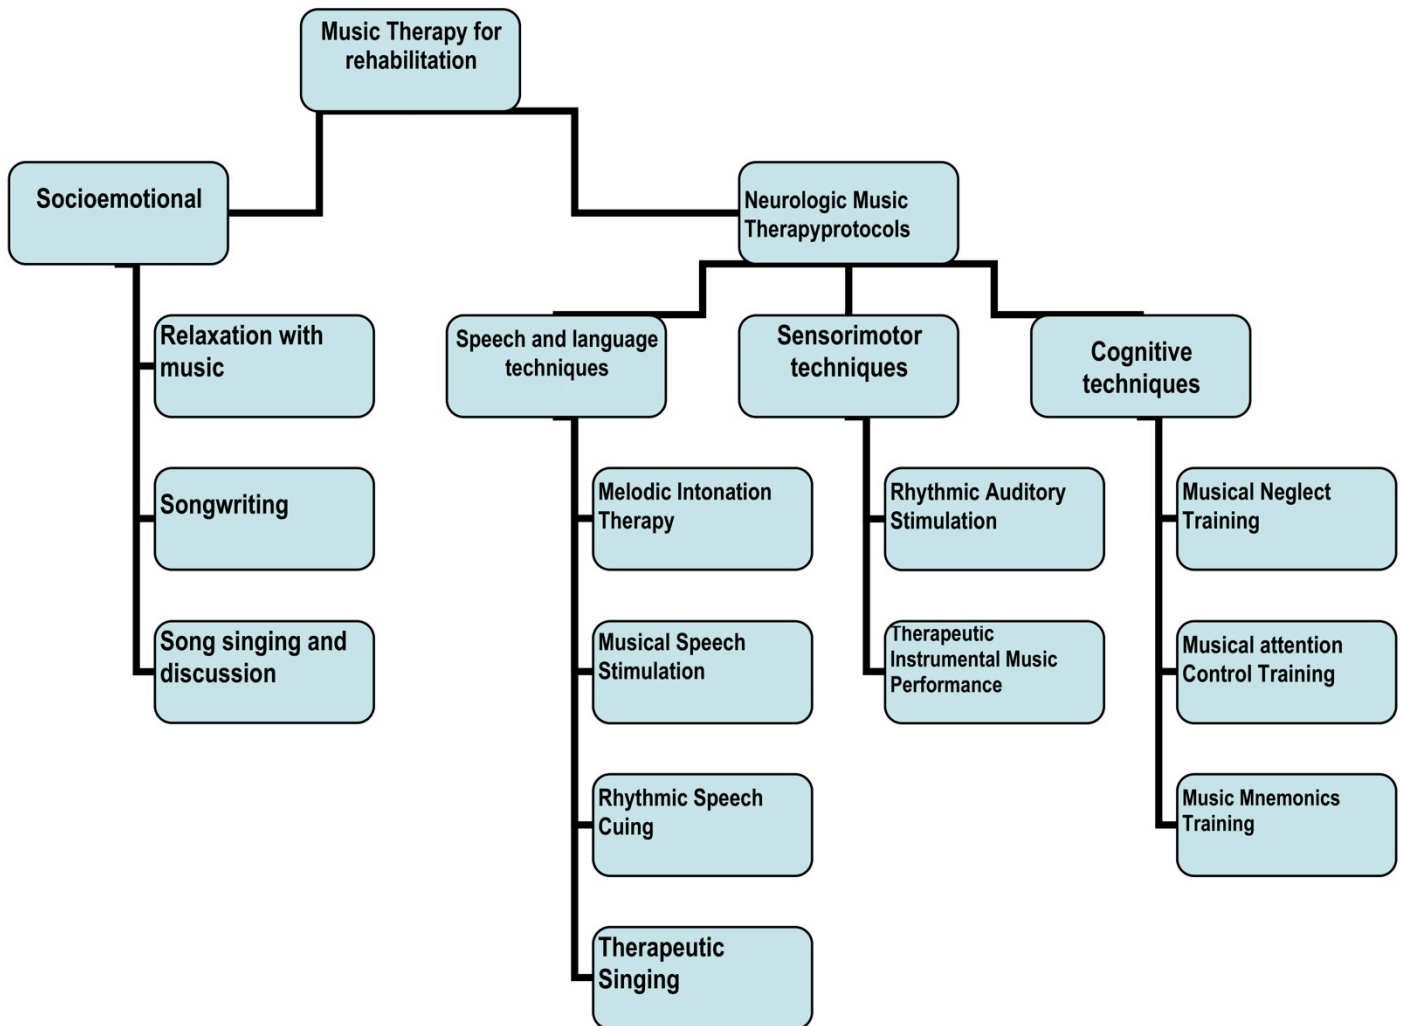 Music Therapy for
rehabilitation
Socioemotional
Neurologic Music
Therapyprotocols
Relaxation with
music
Songwriting
Song singing and
discussion
Speech and language
techniques
Sensorimotor
techniques
Cognitive
techniques
Melodic Intonation
Therapy
Musical Speech
Stimulation
Rhythmic Speech
Cuing
Therapeutic
Singing
Rhythmic Auditory
Stimulation
Therapeutic
Instrumental Music
Performance
Musical Neglect
Training
Musical attention
Control Training
Music Mnemonics
Training